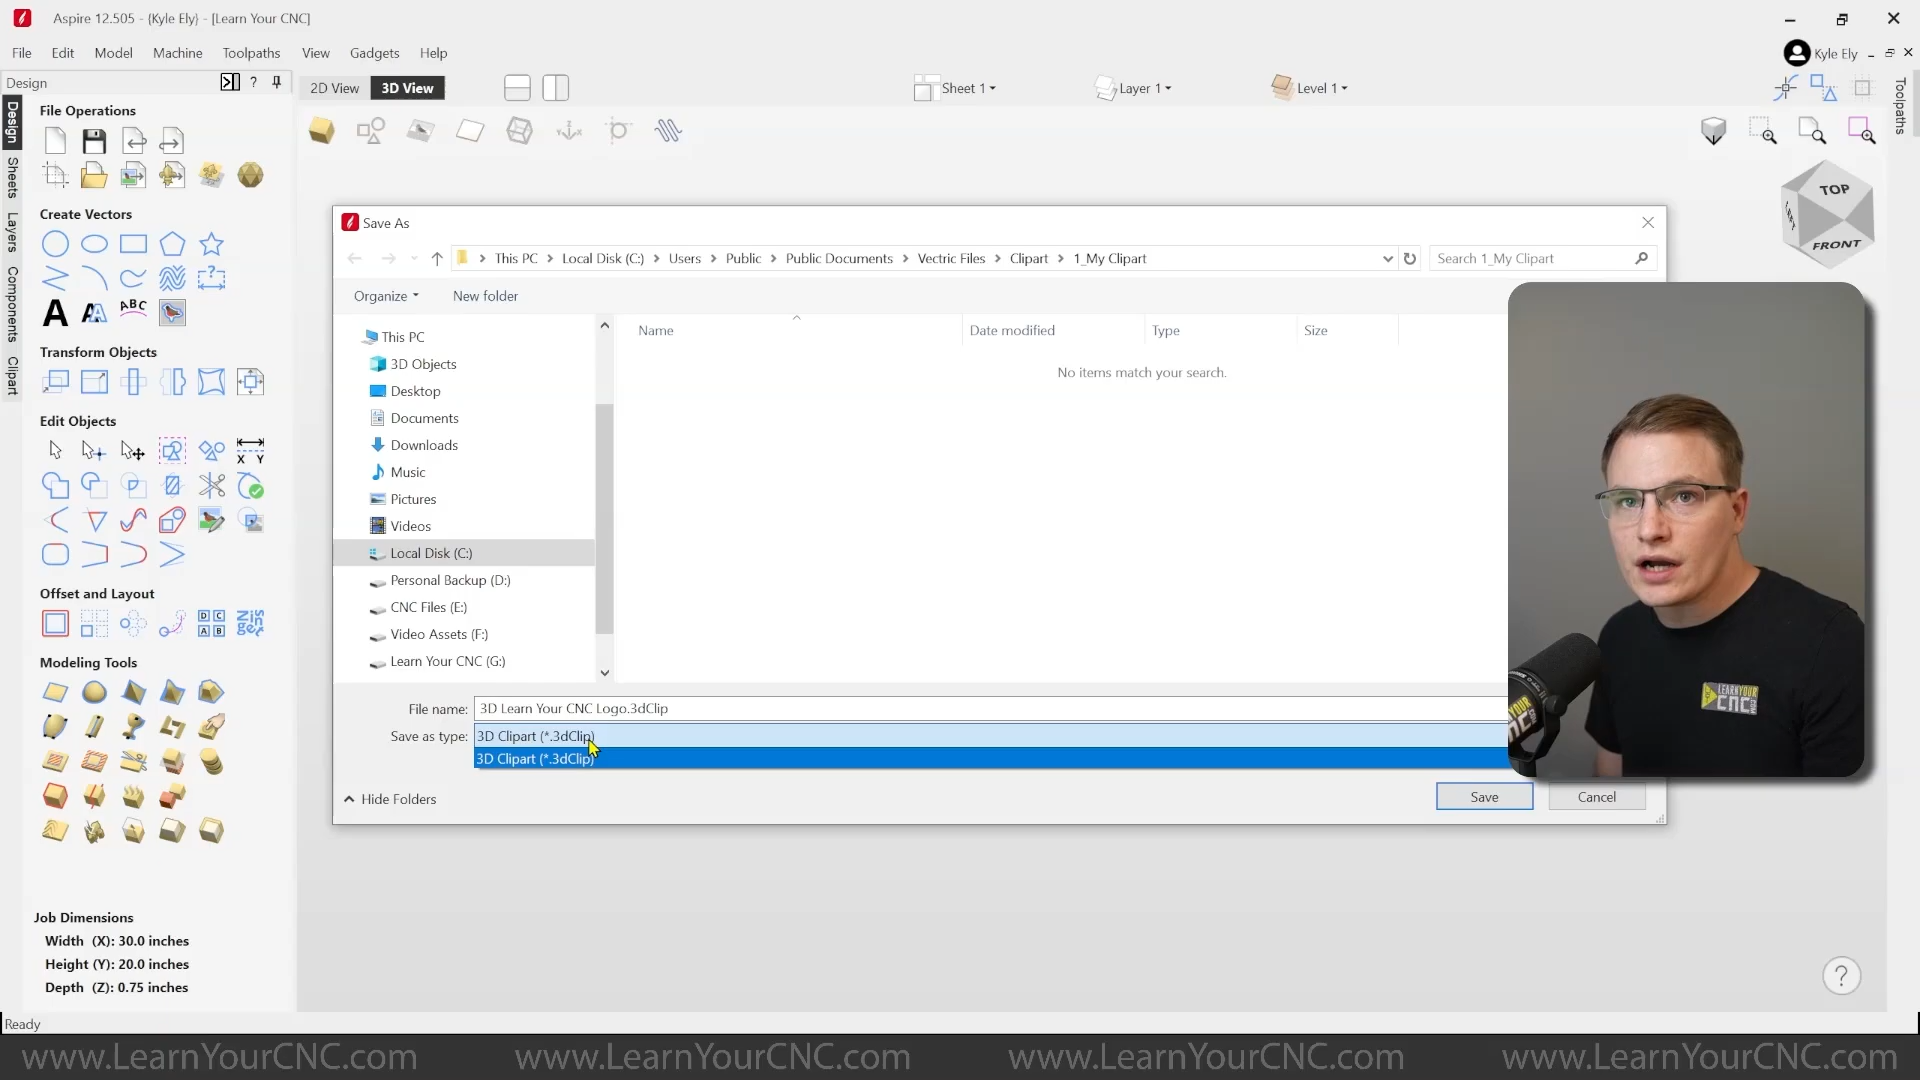 Aspire 12.505 - {Kyle Ely} - [Learn Your CNC]
File Edit Model Machine Toolpaths View Gadgets Help
Kyle Ely
Design
2D View 3D View
Sheet 1
Layer 1
Level 1
Design
Sheets
Layers
Components
Clipart
Toolpaths
File Operations
Create Vectors
A A ABC
Transform Objects
Edit Objects
X Y
Offset and Layout
D C
A B
Modeling Tools
Job Dimensions
Width (X): 30.0 inches
Height (Y): 20.0 inches
Depth (Z): 0.75 inches
Ready
TOP
LEFT
FRONT
Save As
This PC Local Disk (C:) Users Public Public Documents Vectric Files Clipart 1_My Clipart
Search 1_My Clipart
Organize New folder
This PC
3D Objects
Desktop
Documents
Downloads
Music
Pictures
Videos
Local Disk (C:)
Personal Backup (D:)
CNC Files (E:)
Video Assets (F:)
Learn Your CNC (G:)
Name Date modified Type Size
No items match your search.
File name: 3D Learn Your CNC Logo.3dClip
Save as type: 3D Clipart (*.3dClip)
3D Clipart (*.3dClip)
Hide Folders
Save Cancel
LEARN YOUR
CNC
.COM
?
www.LearnYourCNC.com www.LearnYourCNC.com www.LearnYourCNC.com www.LearnYourCNC.com